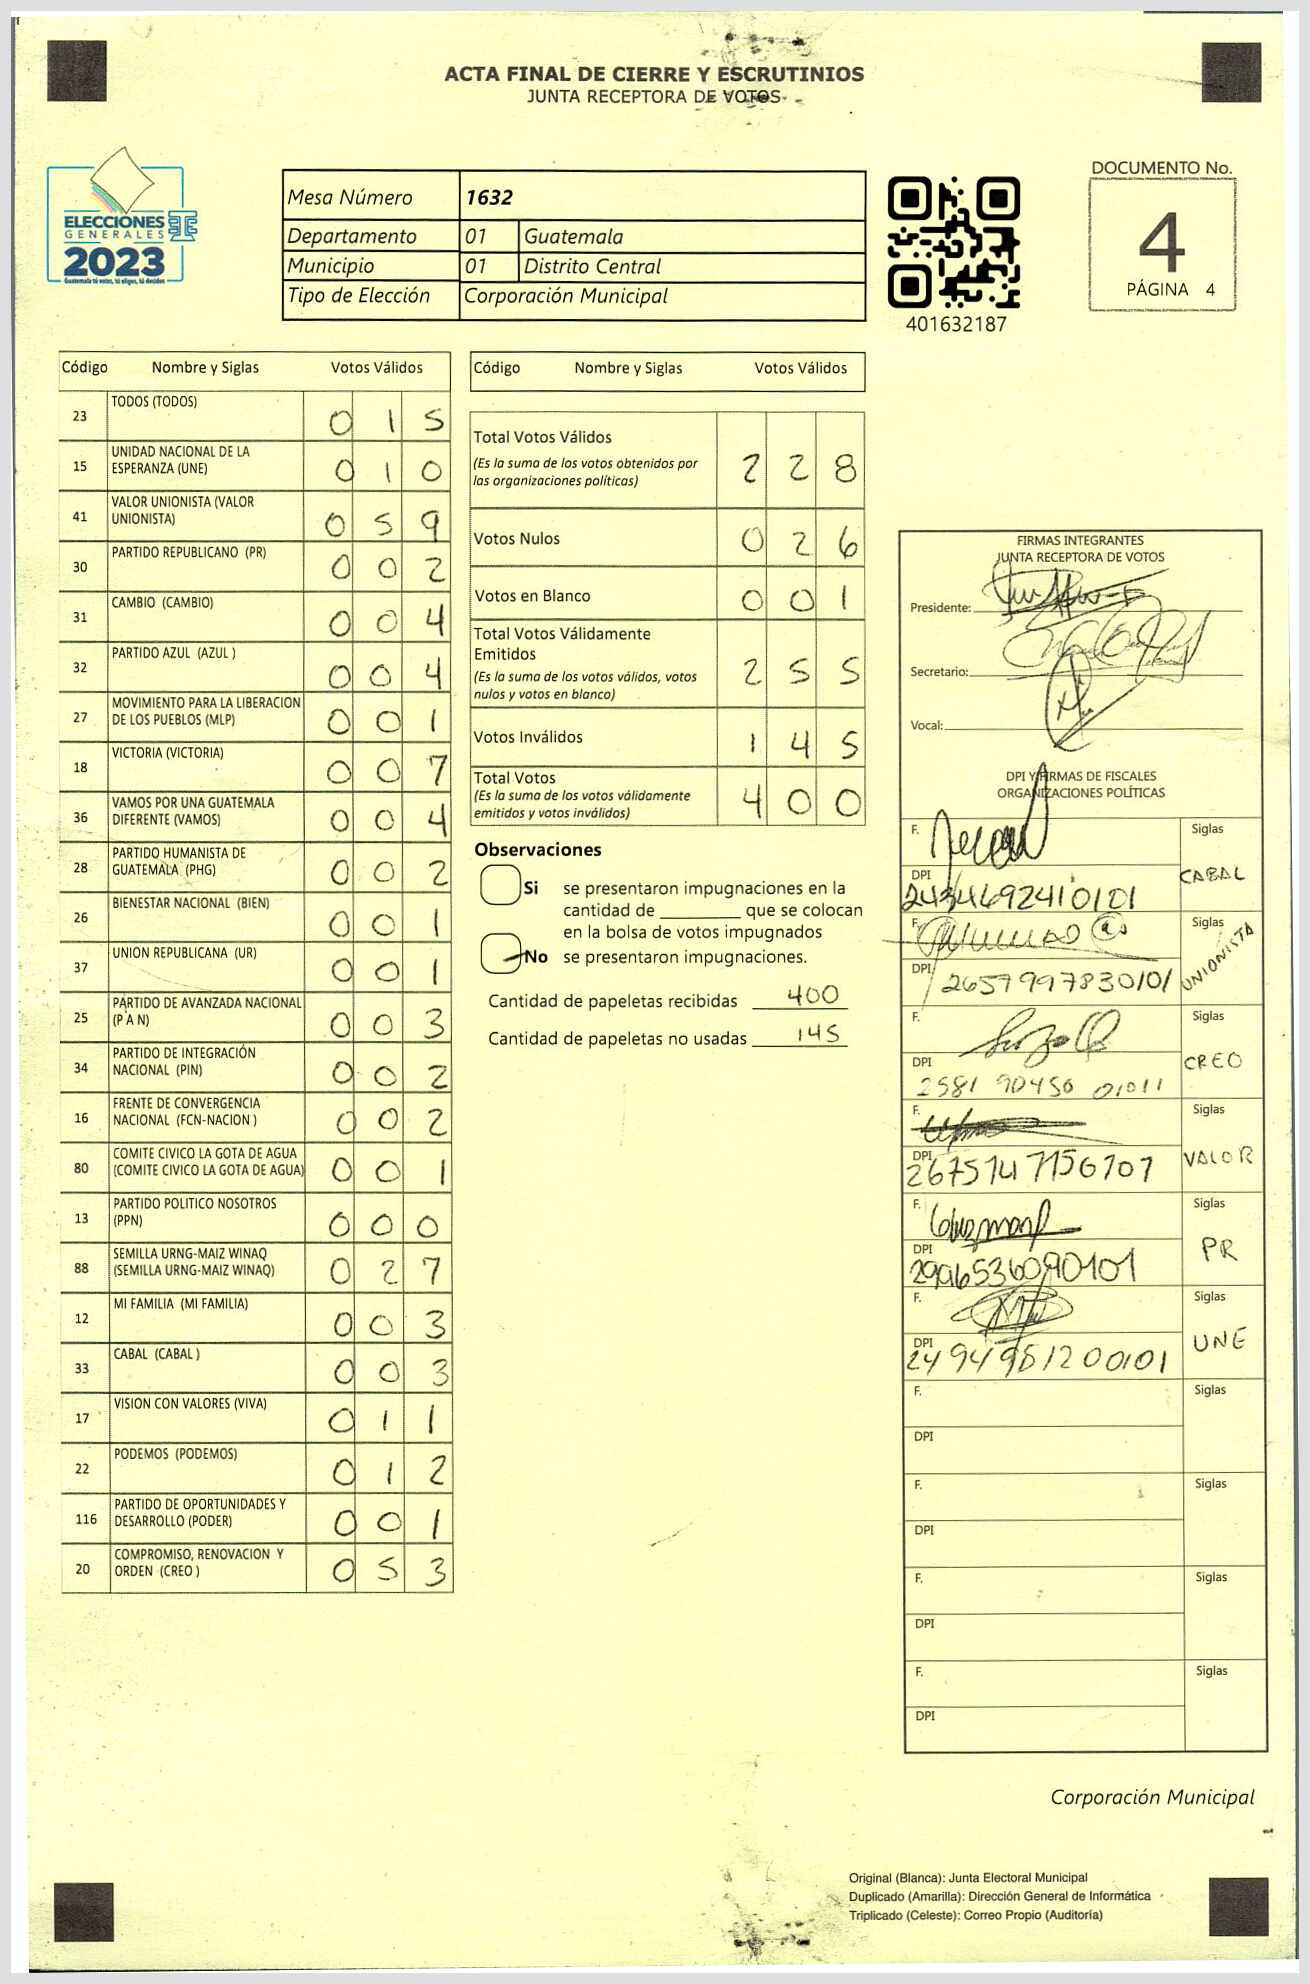 ACTA FINAL DE CIERRE Y ESCRUTINIOS
JUNTA RECEPTORA DE VOTOS
ELECCIONES
GENERALES
2023
Guatemala tú votas, tú eliges, tú decides
Mesa Número 1632
Departamento 01 Guatemala
Municipio 01 Distrito Central
Tipo de Elección Corporación Municipal
401632187
DOCUMENTO No.
4
PÁGINA 4
Código Nombre y Siglas Votos Válidos
23 TODOS (TODOS) 0 1 5
15 UNIDAD NACIONAL DE LA
ESPERANZA (UNE) 0 1 0
41 VALOR UNIONISTA (VALOR
UNIONISTA) 0 5 9
30 PARTIDO REPUBLICANO (PR) 0 0 2
31 CAMBIO (CAMBIO) 0 0 4
32 PARTIDO AZUL (AZUL ) 0 0 4
27 MOVIMIENTO PARA LA LIBERACION
DE LOS PUEBLOS (MLP) 0 0 1
18 VICTORIA (VICTORIA) 0 0 7
36 VAMOS POR UNA GUATEMALA
DIFERENTE (VAMOS) 0 0 4
28 PARTIDO HUMANISTA DE
GUATEMALA (PHG) 0 0 2
26 BIENESTAR NACIONAL (BIEN) 0 0 1
37 UNION REPUBLICANA (UR) 0 0 1
25 PARTIDO DE AVANZADA NACIONAL
(P A N) 0 0 3
34 PARTIDO DE INTEGRACIÓN
NACIONAL (PIN) 0 0 2
16 FRENTE DE CONVERGENCIA
NACIONAL (FCN-NACION ) 0 0 2
80 COMITE CIVICO LA GOTA DE AGUA
(COMITE CIVICO LA GOTA DE AGUA) 0 0 1
13 PARTIDO POLITICO NOSOTROS
(PPN) 0 0 0
88 SEMILLA URNG-MAIZ WINAQ
(SEMILLA URNG-MAIZ WINAQ) 0 2 7
12 MI FAMILIA (MI FAMILIA) 0 0 3
33 CABAL (CABAL ) 0 0 3
17 VISION CON VALORES (VIVA) 0 1 1
22 PODEMOS (PODEMOS) 0 1 2
116 PARTIDO DE OPORTUNIDADES Y
DESARROLLO (PODER) 0 0 1
20 COMPROMISO, RENOVACION Y
ORDEN (CREO ) 0 5 3
Código Nombre y Siglas Votos Válidos
Total Votos Válidos
(Es la suma de los votos obtenidos por
las organizaciones políticas) 2 2 8
Votos Nulos 0 2 6
Votos en Blanco 0 0 1
Total Votos Válidamente
Emitidos
(Es la suma de los votos válidos, votos
nulos y votos en blanco) 2 5 5
Votos Inválidos 1 4 5
Total Votos
(Es la suma de los votos válidamente
emitidos y votos inválidos) 4 0 0
Observaciones
Si se presentaron impugnaciones en la
cantidad de ________ que se colocan
en la bolsa de votos impugnados
No se presentaron impugnaciones.
Cantidad de papeletas recibidas 400
Cantidad de papeletas no usadas 145
FIRMAS INTEGRANTES
JUNTA RECEPTORA DE VOTOS
Presidente:
Secretario:
Vocal:
DPI Y FIRMAS DE FISCALES
ORGANIZACIONES POLÍTICAS
F. Siglas
DPI CABAL
2434692410101
F. Siglas
DPI UNIONISTA
2657997830101
F. Siglas
DPI CREO
2581 90450 01011
F. Siglas
DPI VALOR
F. Siglas
DPI PR
2996536090101
F. Siglas
DPI UNE
F. Siglas
DPI
F. Siglas
DPI
F. Siglas
DPI
F. Siglas
DPI
Corporación Municipal
Original (Blanca): Junta Electoral Municipal
Duplicado (Amarilla): Dirección General de Informática
Triplicado (Celeste): Correo Propio (Auditoría)